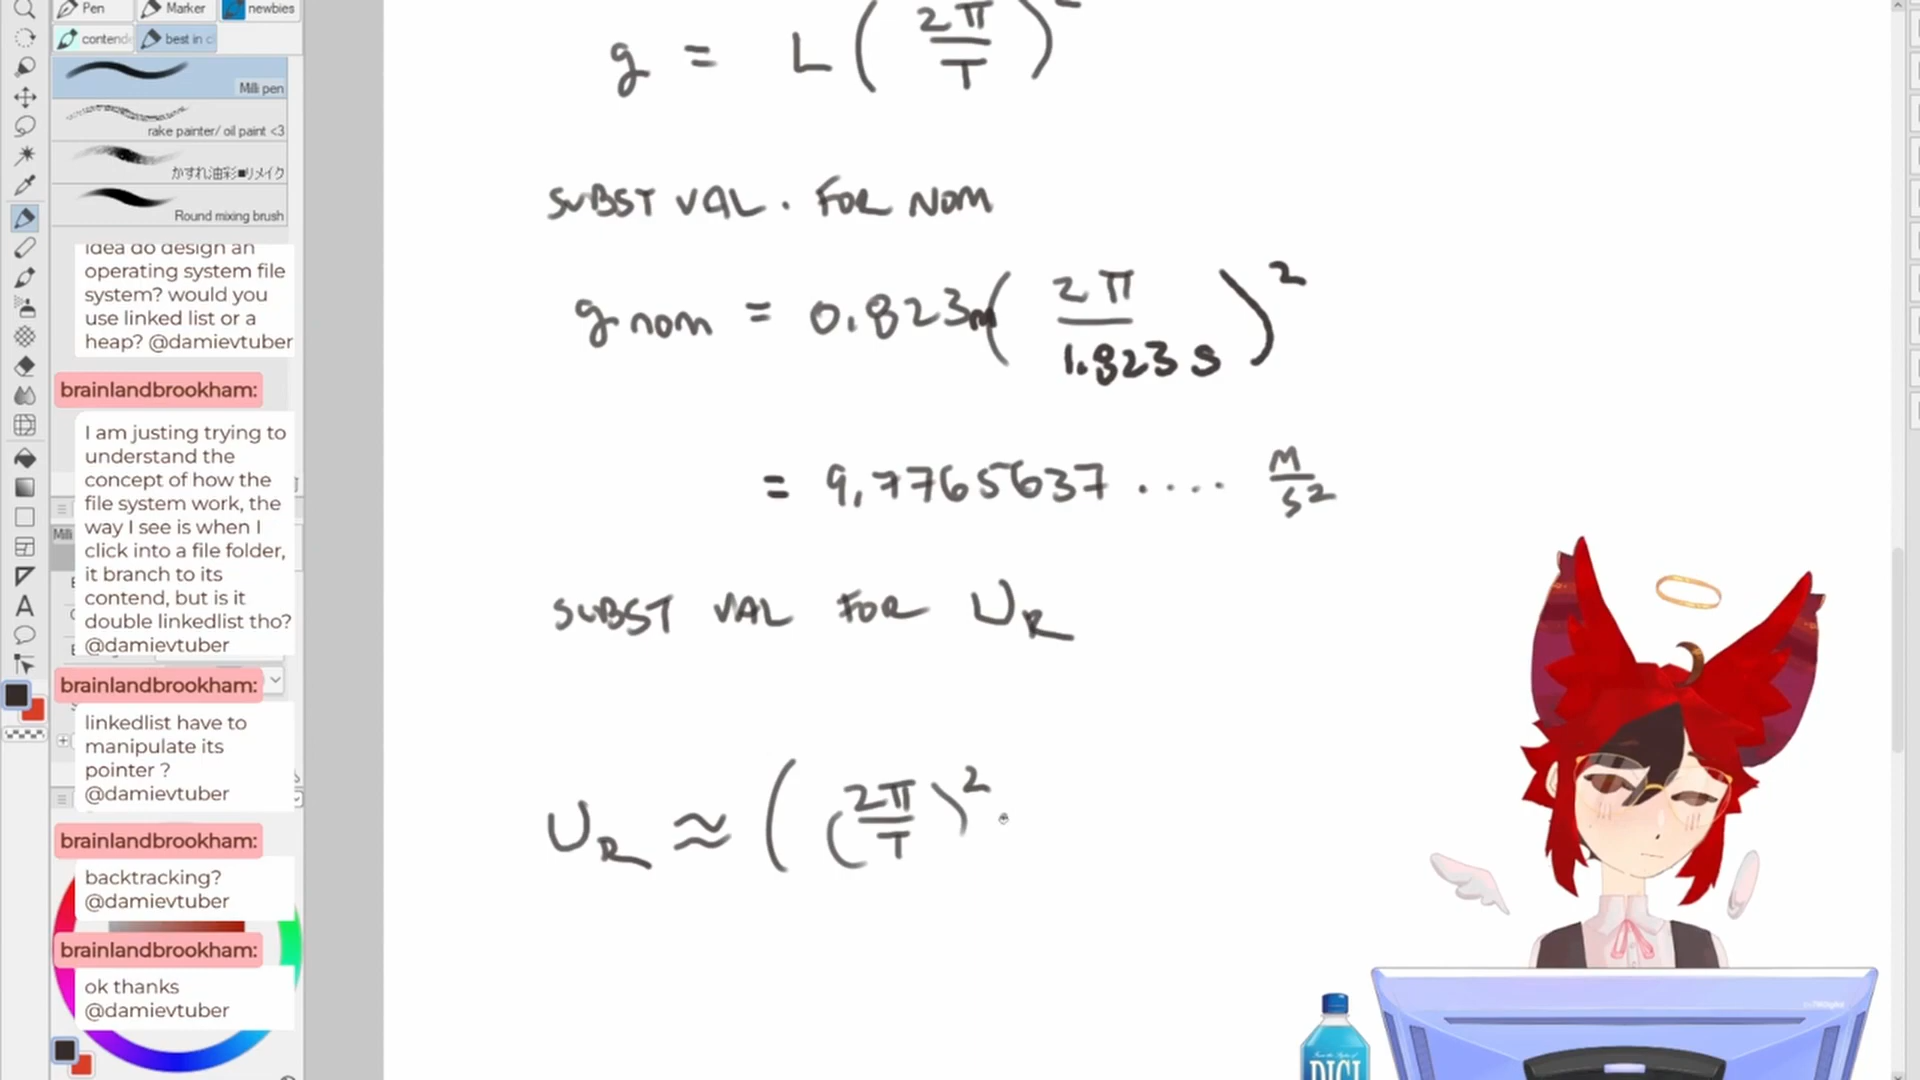 Pen
Marker
newbies
contend
best in c
Milli pen
rake painter/ oil paint <3
かすれ油彩■リメイク
Round mixing brush
idea do design an
operating system file
system? would you
use linked list or a
heap? @damievtuber
brainlandbrookham:
I am justing trying to
understand the
concept of how the
file system work, the
way I see is when I
click into a file folder,
it branch to its
contend, but is it
double linkedlist tho?
@damievtuber
brainlandbrookham:
linkedlist have to
manipulate its
pointer ?
@damievtuber
brainlandbrookham:
backtracking?
@damievtuber
brainlandbrookham:
ok thanks
@damievtuber
g = L(2π/T)²
SUBST VAL. FOR NOM
g nom = 0.823m(2π/1.823 s)²
= 9,7765637 .... m/s²
SUBST VAL FOR U_R
U_R ≈ ((2π/T)²
DIGI